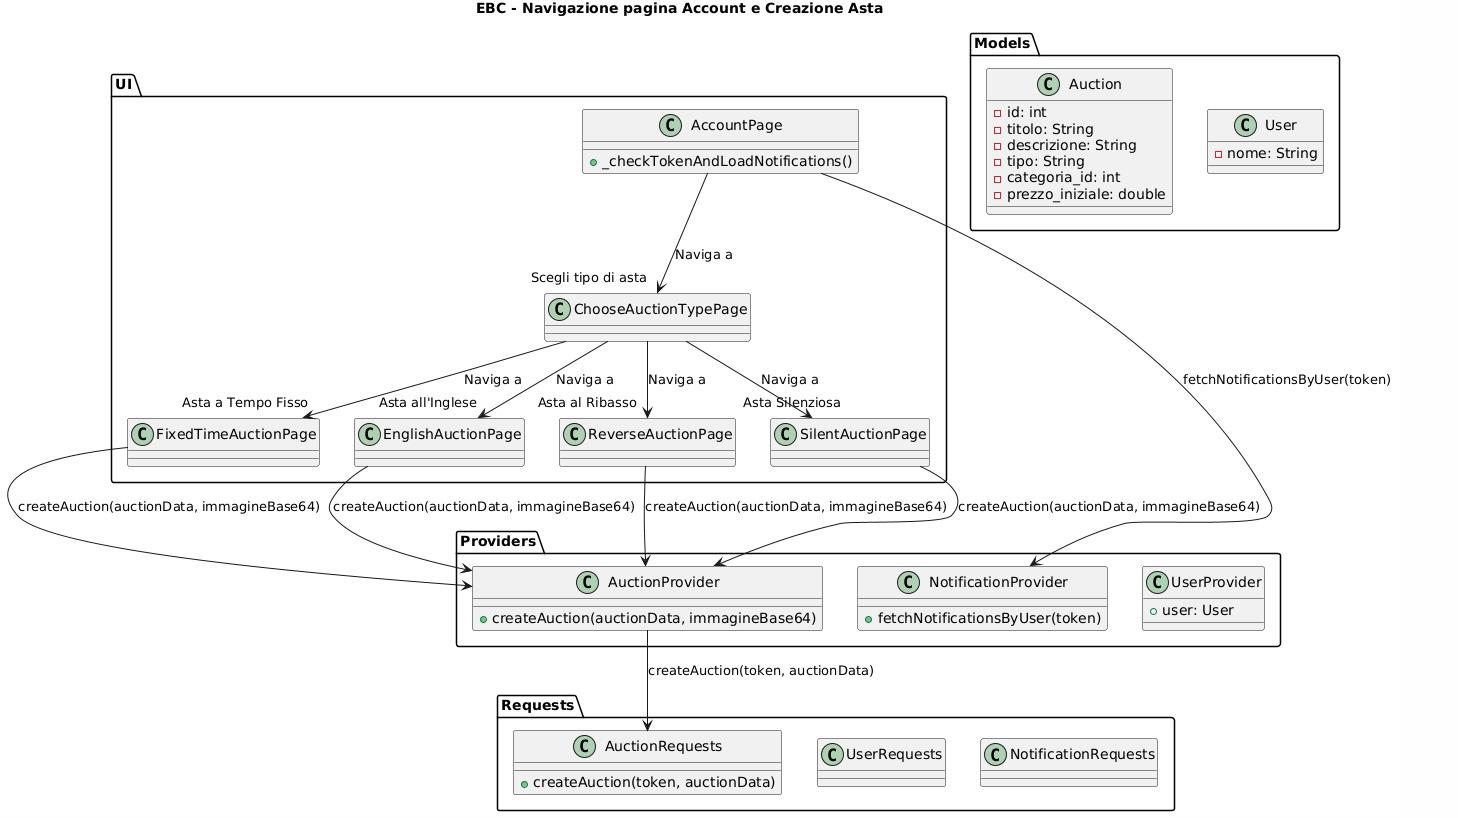 EBC - Navigazione pagina Account e Creazione Asta
Models
C Auction
id: int
titolo: String
descrizione: String
tipo: String
categoria_id: int
prezzo_iniziale: double
C User
nome: String
UI
C AccountPage
_checkTokenAndLoadNotifications()
Naviga a
Scegli tipo di asta
C ChooseAuctionTypePage
Naviga a
Naviga a
Naviga a
Naviga a
fetchNotificationsByUser(token)
Asta a Tempo Fisso
Asta all'Inglese
Asta al Ribasso
Asta Silenziosa
C FixedTimeAuctionPage
C EnglishAuctionPage
C ReverseAuctionPage
C SilentAuctionPage
createAuction(auctionData, immagineBase64)
createAuction(auctionData, immagineBase64)
createAuction(auctionData, immagineBase64)
createAuction(auctionData, immagineBase64)
Providers
C AuctionProvider
createAuction(auctionData, immagineBase64)
C NotificationProvider
fetchNotificationsByUser(token)
C UserProvider
user: User
createAuction(token, auctionData)
Requests
C AuctionRequests
createAuction(token, auctionData)
C UserRequests
C NotificationRequests